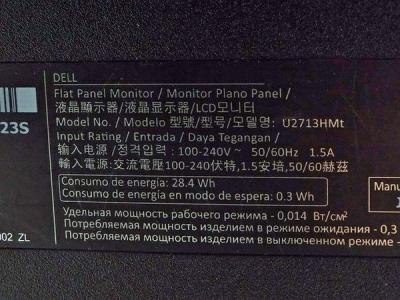 DELL
Flat Panel Monitor / Monitor Plano Panel /
液晶顯示器/液晶显示器/LCD모니터
Model No. / Modelo 型號/型号/모델명: U2713HMt
Input Rating / Entrada / Daya Tegangan /
输入电源 /정격입력 : 100-240V~ 50/60Hz 1.5A
輸入電源:交流電壓100-240伏特,1.5安培,50/60赫茲
Consumo de energía: 28.4 Wh
Consumo de energía en modo de espera: 0.3 Wh
Удельная мощность рабочего режима - 0,014 Вт/см²
Потребляемая мощность изделием в режиме ожидания - 0,3
Потребляемая мощность изделием в выключенном режиме -
23S
002 ZL
Manu